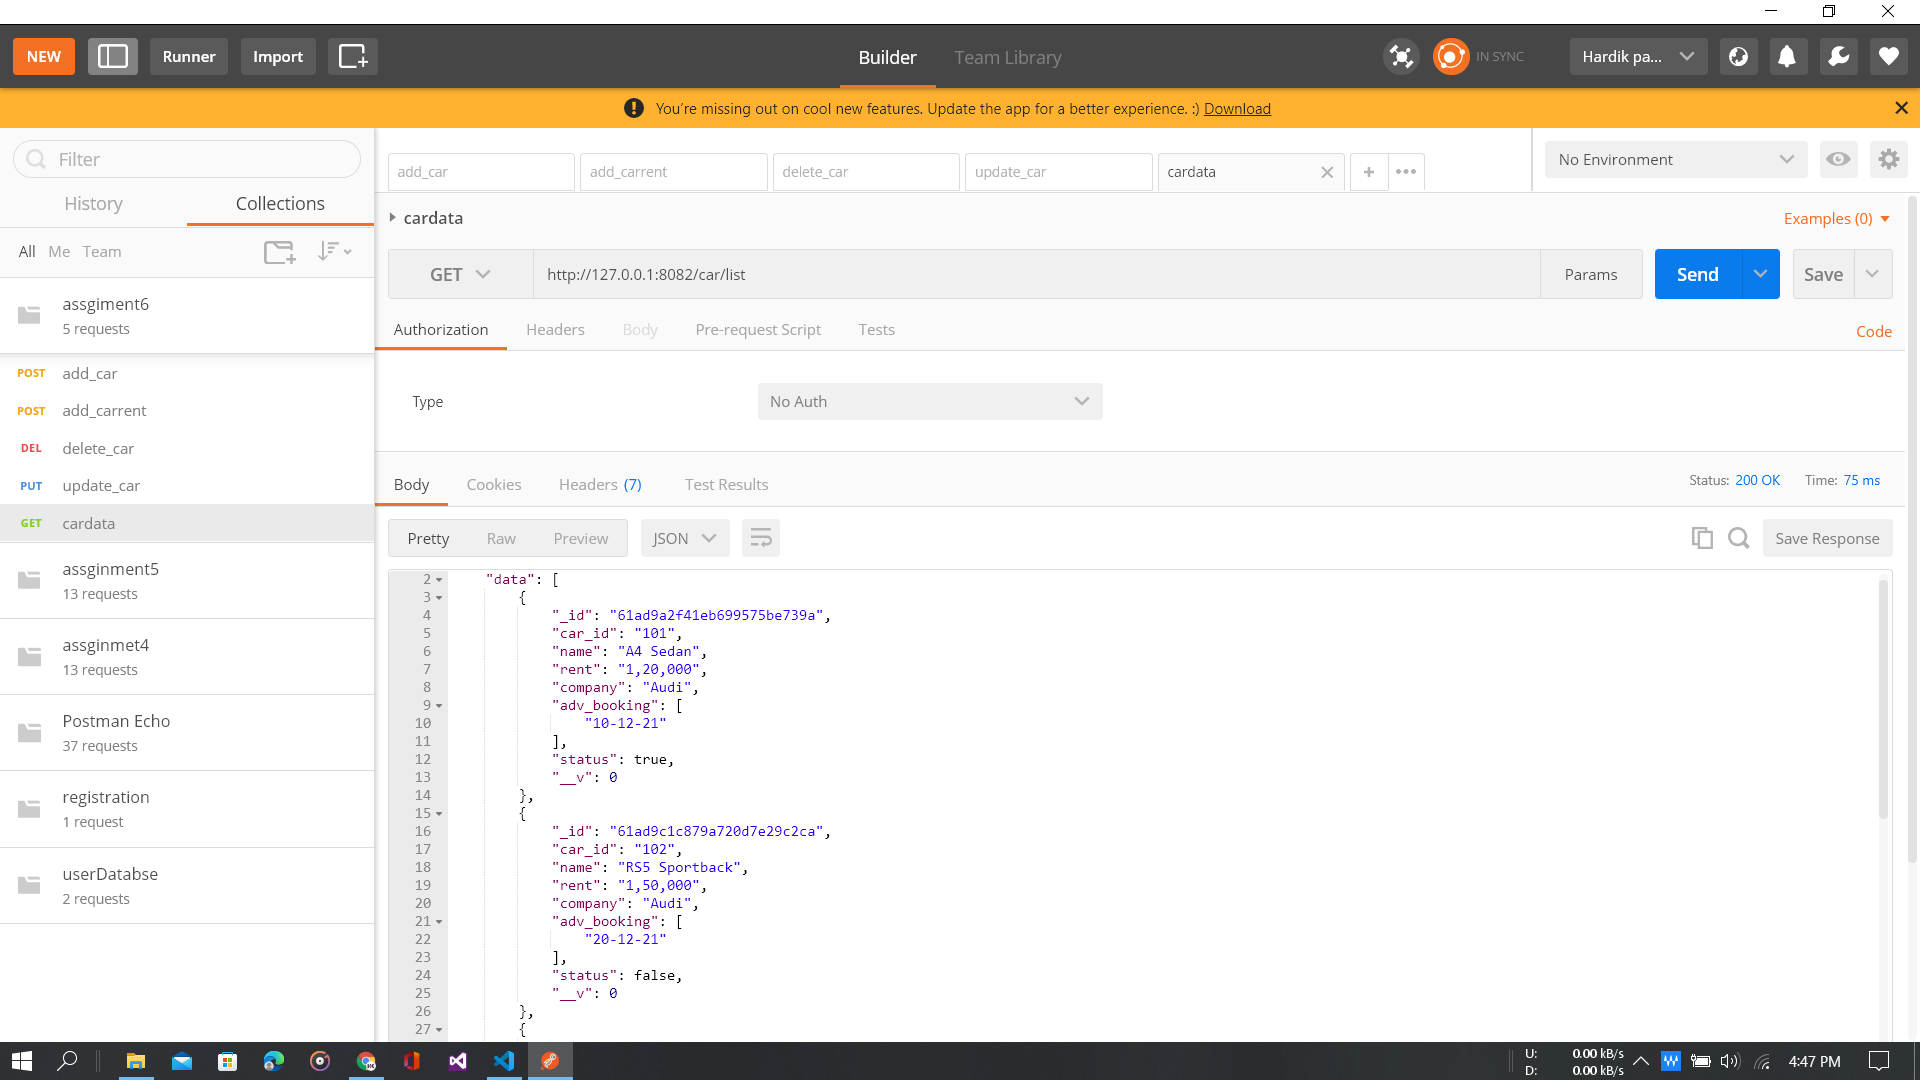 NEW Runner Import Builder Team Library IN SYNC Hardik pa...
You're missing out on cool new features. Update the app for a better experience. :) Download
Filter
History Collections
All Me Team
assgiment6
5 requests
POST add_car
POST add_carrent
DEL delete_car
PUT update_car
GET cardata
assginment5
13 requests
assginmet4
13 requests
Postman Echo
37 requests
registration
1 request
userDatabse
2 requests
add_car add_carrent delete_car update_car cardata + •••
No Environment
cardata
Examples (0)
GET http://127.0.0.1:8082/car/list Params Send Save
Authorization Headers Body Pre-request Script Tests Code
Type No Auth
Body Cookies Headers (7) Test Results Status: 200 OK Time: 75 ms
Pretty Raw Preview JSON Save Response
2 "data": [
3 {
4 "_id": "61ad9a2f41eb699575be739a",
5 "car_id": "101",
6 "name": "A4 Sedan",
7 "rent": "1,20,000",
8 "company": "Audi",
9 "adv_booking": [
10 "10-12-21"
11 ],
12 "status": true,
13 "__v": 0
14 },
15 {
16 "_id": "61ad9c1c879a720d7e29c2ca",
17 "car_id": "102",
18 "name": "RS5 Sportback",
19 "rent": "1,50,000",
20 "company": "Audi",
21 "adv_booking": [
22 "20-12-21"
23 ],
24 "status": false,
25 "__v": 0
26 },
27 {
U: 0.00 kB/s
D: 0.00 kB/s
4:47 PM